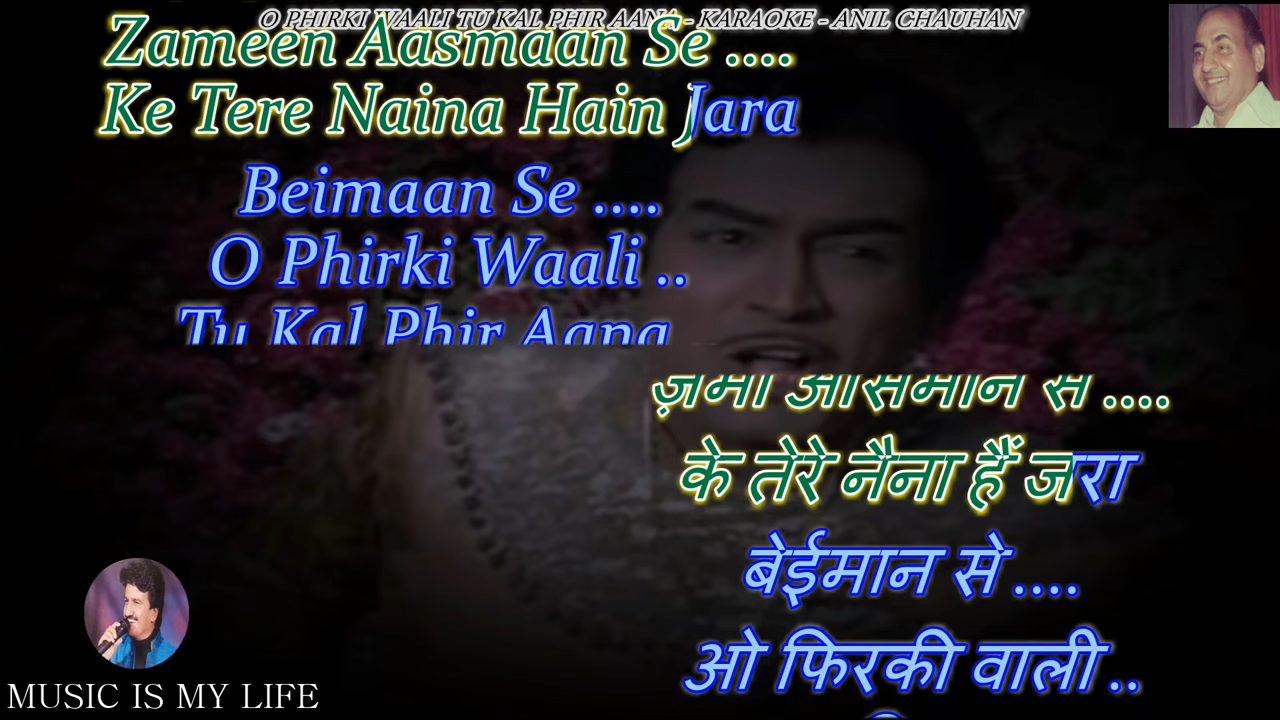 O PHIRKI WAALI TU KAL PHIR AANA - KARAOKE - ANIL CHAUHAN
Zameen Aasmaan Se ....
Ke Tere Naina Hain Jara
Beimaan Se ....
O Phirki Waali ..
Tu Kal Phir Aana
ज़मीं आसमान से ....
के तेरे नैना हैं जरा
बेईमान से ....
ओ फिरकी वाली ..
MUSIC IS MY LIFE